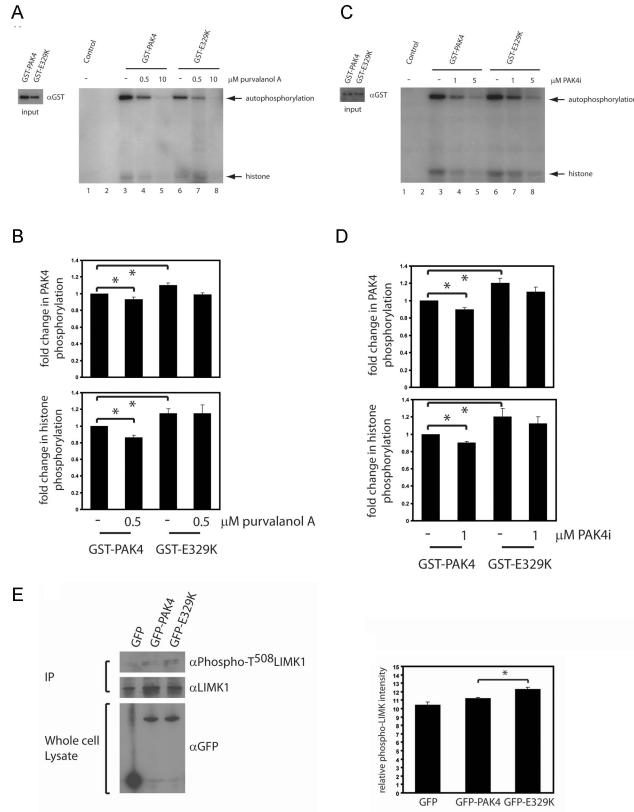 A
GST-PAK4
GST-E329K
αGST
input
Control
GST-PAK4
GST-E329K
- - 0.5 10 - 0.5 10 μM purvalanol A
autophosphorylation
histone
1 2 3 4 5 6 7 8
C
GST-PAK4
GST-E329K
αGST
input
Control
GST-PAK4
GST-E329K
- - 1 5 - 1 5 μM PAK4i
autophosphorylation
histone
1 2 3 4 5 6 7 8
B
fold change in PAK4
phosphorylation
1.4
1.2
1
0.8
0.6
0.4
0.2
0
* *
fold change in histone
phosphorylation
1.4
1.2
1
0.8
0.6
0.4
0.2
0
* *
- 0.5 - 0.5 μM purvalanol A
GST-PAK4 GST-E329K
D
fold change in PAK4
phosphorylation
1.4
1.2
1
0.8
0.6
0.4
0.2
0
* *
fold change in histone
phosphorylation
1.4
1.2
1
0.8
0.6
0.4
0.2
0
* *
- 1 - 1 μM PAK4i
GST-PAK4 GST-E329K
E
GFP
GFP-PAK4
GFP-E329K
IP
αPhospho-T508LIMK1
αLIMK1
Whole cell
Lysate
αGFP
relative phospho-LIMK intensity
15
14
13
12
11
10
9
8
7
6
5
4
3
2
1
0
*
GFP GFP-PAK4 GFP-E329K